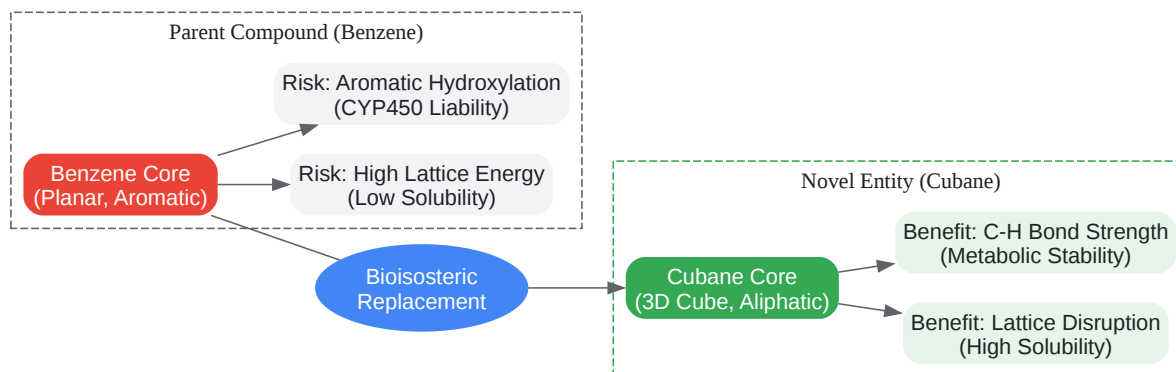 Parent Compound (Benzene)
Risk: Aromatic Hydroxylation
(CYP450 Liability)
Benzene Core
(Planar, Aromatic)
Risk: High Lattice Energy
(Low Solubility)
Bioisosteric
Replacement
Novel Entity (Cubane)
Cubane Core
(3D Cube, Aliphatic)
Benefit: C-H Bond Strength
(Metabolic Stability)
Benefit: Lattice Disruption
(High Solubility)